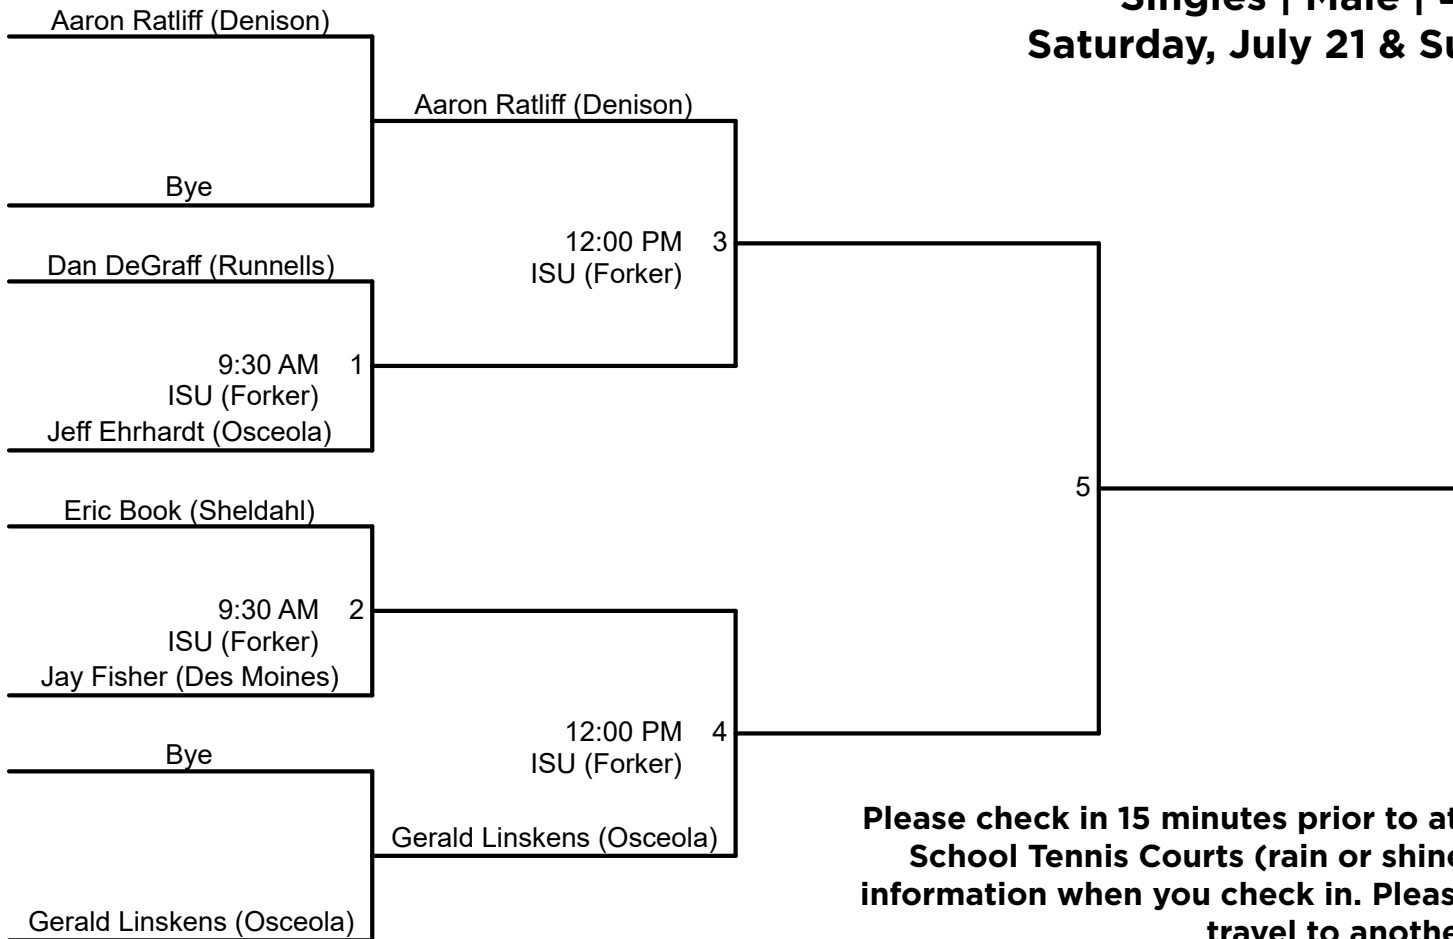 Singles | Male |
Saturday, July 21 &
Aaron Ratliff (Denison)
Aaron Ratliff (Denison)
Bye
12:00 PM 3
ISU (Forker)
Dan DeGraff (Runnells)
9:30 AM 1
ISU (Forker)
Jeff Ehrhardt (Osceola)
5
Eric Book (Sheldahl)
9:30 AM 2
ISU (Forker)
Jay Fisher (Des Moines)
12:00 PM 4
ISU (Forker)
Bye
Gerald Linskens (Osceola)
Gerald Linskens (Osceola)
Please check in 15 minutes prior to at
School Tennis Courts (rain or shine
information when you check in. Pleas
travel to anothe